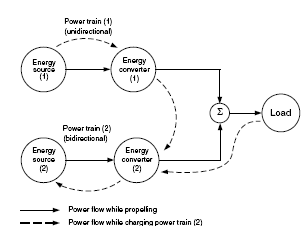 Power train (1)
(unidirectional)
Energy
source
(1)
Energy
converter
(1)
Σ
Load
Power train (2)
(bidirectional)
Energy
source
(2)
Energy
converter
(2)
Power flow while propelling
Power flow while charging power train (2)